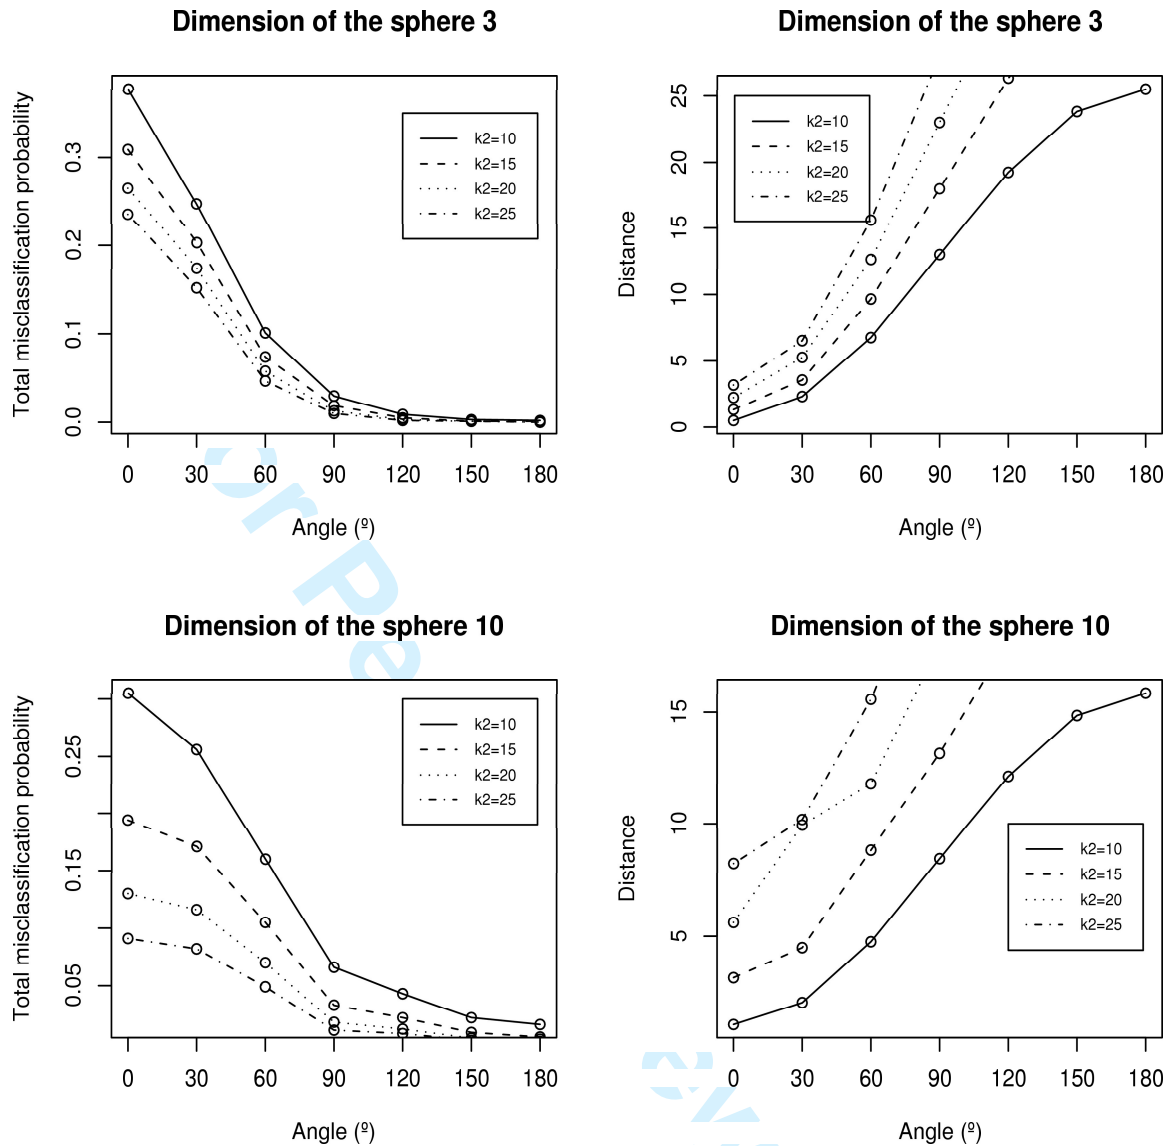 Dimension of the sphere 3
Total misclassification probability
0.3
0.2
0.1
0.0
k2=10
k2=15
k2=20
k2=25
0 30 60 90 120 150 180
Angle (º)
Dimension of the sphere 3
Distance
25
20
15
10
5
0
k2=10
k2=15
k2=20
k2=25
0 30 60 90 120 150 180
Angle (º)
or Pe
Dimension of the sphere 10
Total misclassification probability
0.25
0.15
0.05
k2=10
k2=15
k2=20
k2=25
0 30 60 90 120 150 180
Angle (º)
Dimension of the sphere 10
Distance
15
10
5
k2=10
k2=15
k2=20
k2=25
0 30 60 90 120 150 180
Angle (º)